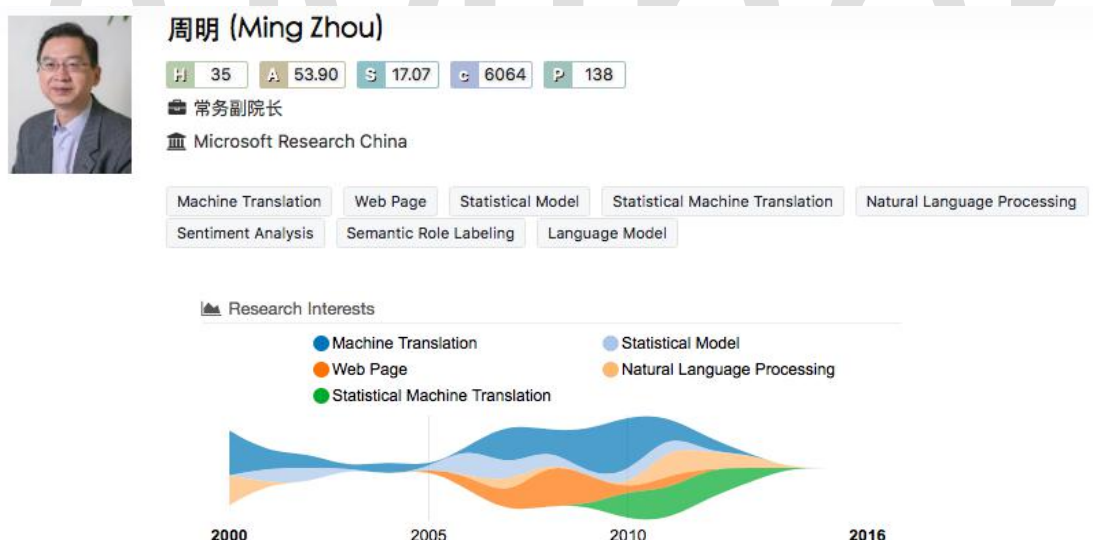 周明 (Ming Zhou)
H 35 A 53.90 S 17.07 c 6064 P 138
常务副院长
Microsoft Research China
Machine Translation Web Page Statistical Model Statistical Machine Translation Natural Language Processing
Sentiment Analysis Semantic Role Labeling Language Model
Research Interests
Machine Translation Statistical Model
Web Page Natural Language Processing
Statistical Machine Translation
2000 2005 2010 2016